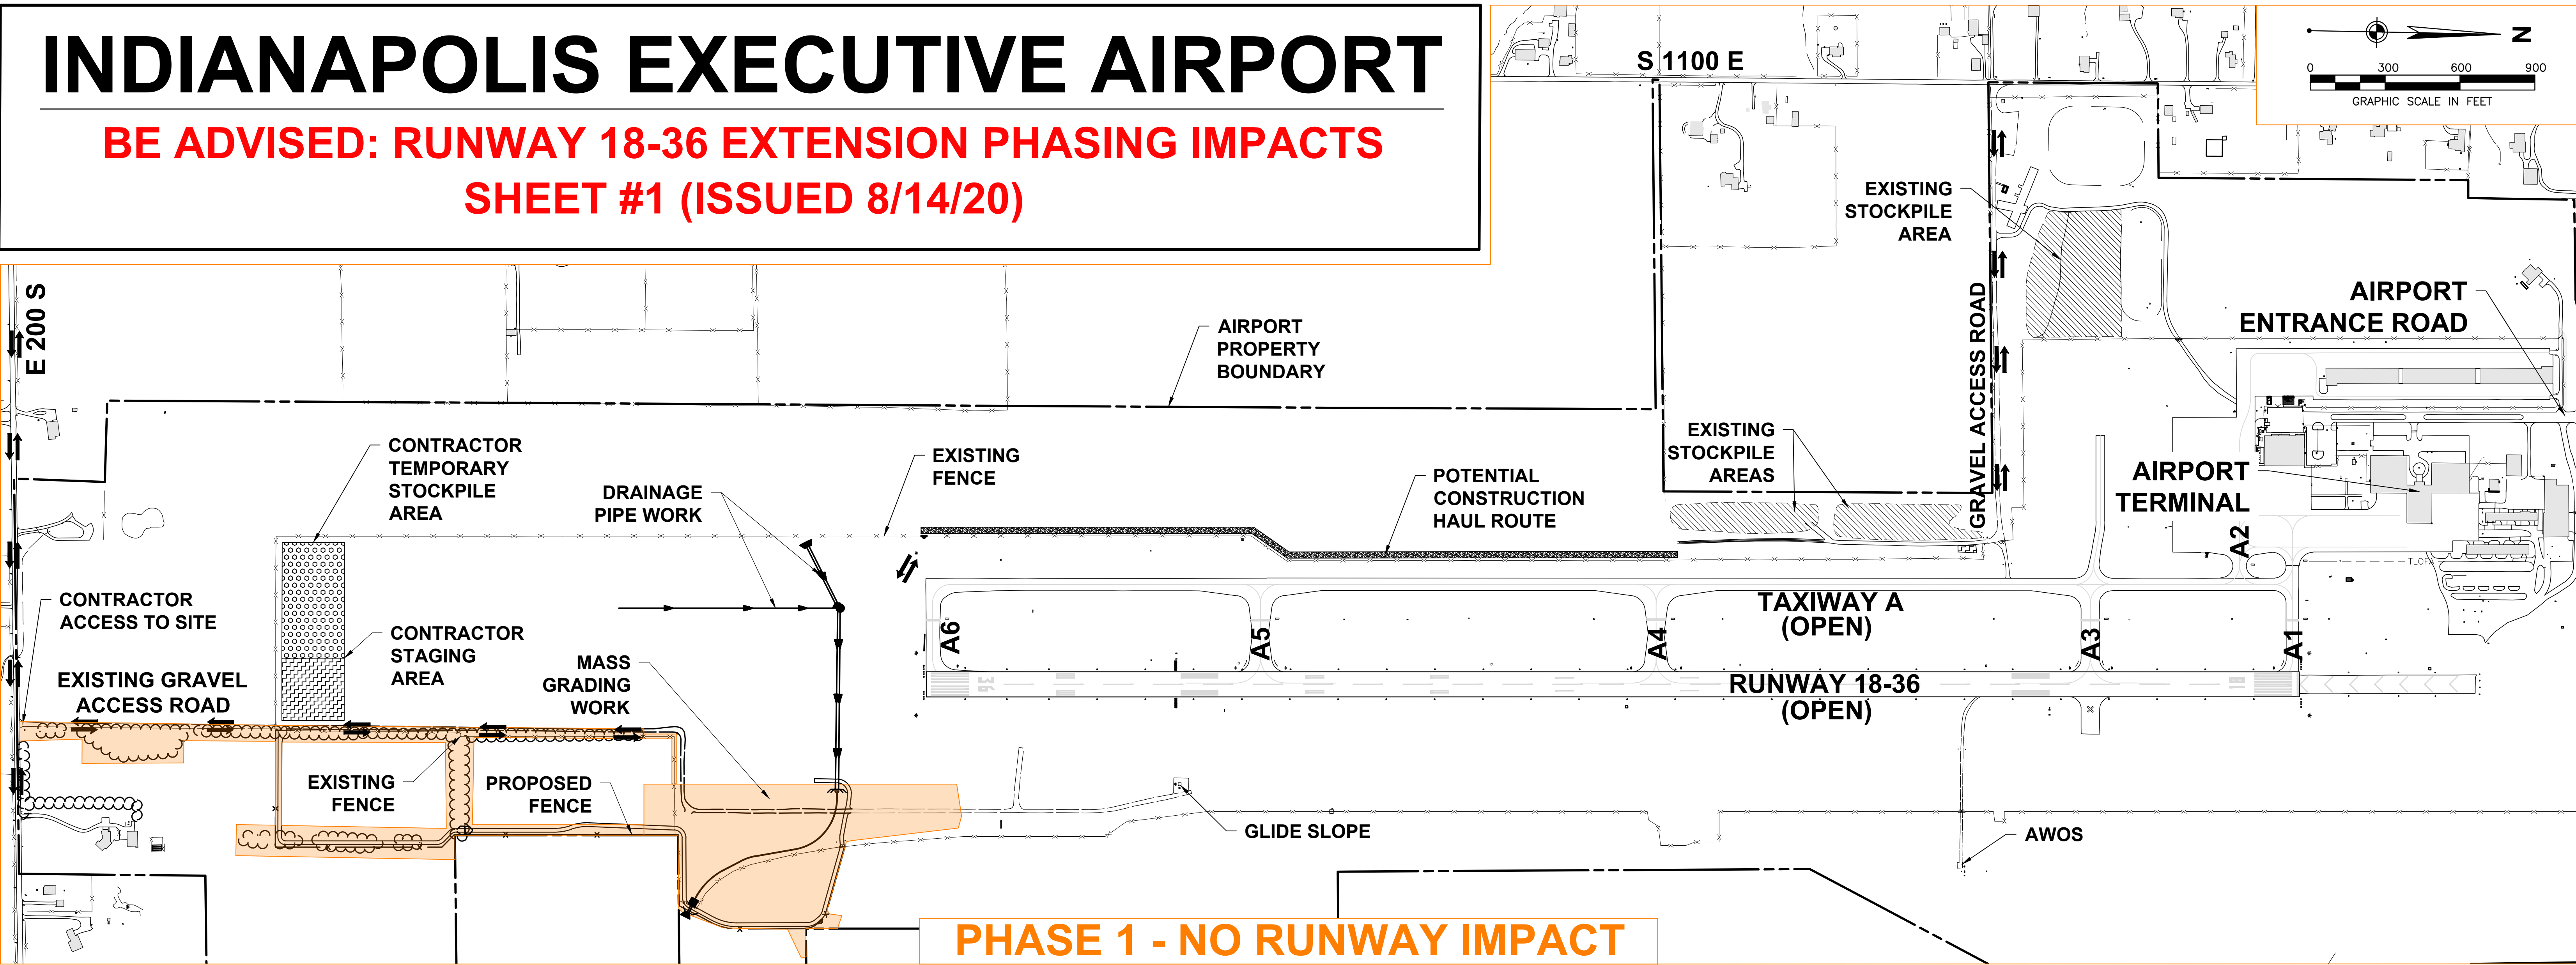 INDIANAPOLIS EXECUTIVE AIRPORT
BE ADVISED: RUNWAY 18-36 EXTENSION PHASING IMPACTS
SHEET #1 (ISSUED 8/14/20)
S 1100 E
N
0 300 600 900
GRAPHIC SCALE IN FEET
EXISTING
STOCKPILE
AREA
E 200 S
AIRPORT
PROPERTY
BOUNDARY
GRAVEL ACCESS ROAD
AIRPORT
ENTRANCE ROAD
CONTRACTOR
TEMPORARY
STOCKPILE
AREA
DRAINAGE
PIPE WORK
EXISTING
FENCE
POTENTIAL
CONSTRUCTION
HAUL ROUTE
EXISTING
STOCKPILE
AREAS
AIRPORT
TERMINAL
A2
TLOFA
CONTRACTOR
ACCESS TO SITE
CONTRACTOR
STAGING
AREA
EXISTING GRAVEL
ACCESS ROAD
MASS
GRADING
WORK
A6
A5
A4
TAXIWAY A
(OPEN)
A3
A1
36
RUNWAY 18-36
(OPEN)
18
EXISTING
FENCE
PROPOSED
FENCE
GLIDE SLOPE
AWOS
PHASE 1 - NO RUNWAY IMPACT